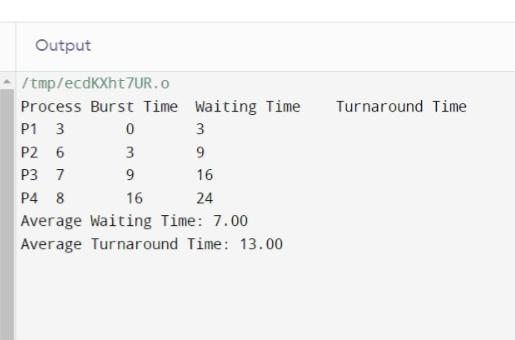 Output
/tmp/ecdKXht7UR.o
Process Burst Time Waiting Time Turnaround Time
P1 3 0 3
P2 6 3 9
P3 7 9 16
P4 8 16 24
Average Waiting Time: 7.00
Average Turnaround Time: 13.00